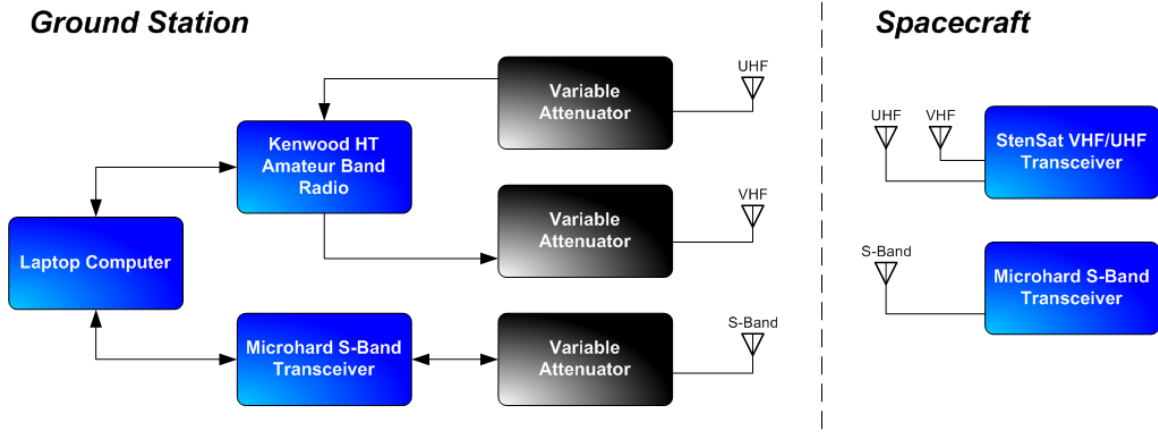 Ground Station
Spacecraft
UHF
Variable
Attenuator
Kenwood HT
Amateur Band
Radio
VHF
Variable
Attenuator
Laptop Computer
Microhard S-Band
Transceiver
S-Band
Variable
Attenuator
UHF
VHF
StenSat VHF/UHF
Transceiver
S-Band
Microhard S-Band
Transceiver